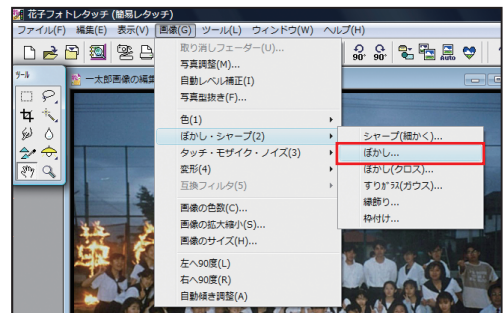 花子フォトレタッチ (簡易レタッチ)
ファイル(F) 編集(E) 表示(V) 画像(G) ツール(L) ウィンドウ(W) ヘルプ(H)
90° 90° Auto
ツール
一太郎画像の編集
取り消しフェーダー(U)...
写真調整(M)...
自動レベル補正(I)
写真型抜き(F)...
色(1)
ぼかし・シャープ(2)
タッチ・モザイク・ノイズ(3)
変形(4)
互換フィルタ(5)
画像の色数(C)...
画像の拡大縮小(S)...
画像のサイズ(H)...
左へ90度(L)
右へ90度(R)
自動傾き調整(A)
シャープ(細かく)...
ぼかし...
ぼかし(クロス)...
すりガラス(ガウス)...
縁飾り...
枠付け...